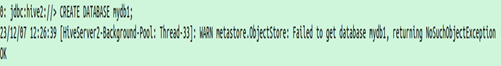 0: jdbc:hive2://> CREATE DATABASE mydb1;
23/12/07 12:26:39 [HiveServer2-Background-Pool: Thread-33]: WARN metastore.ObjectStore: Failed to get database mydb1, returning NoSuchObjectException
OK